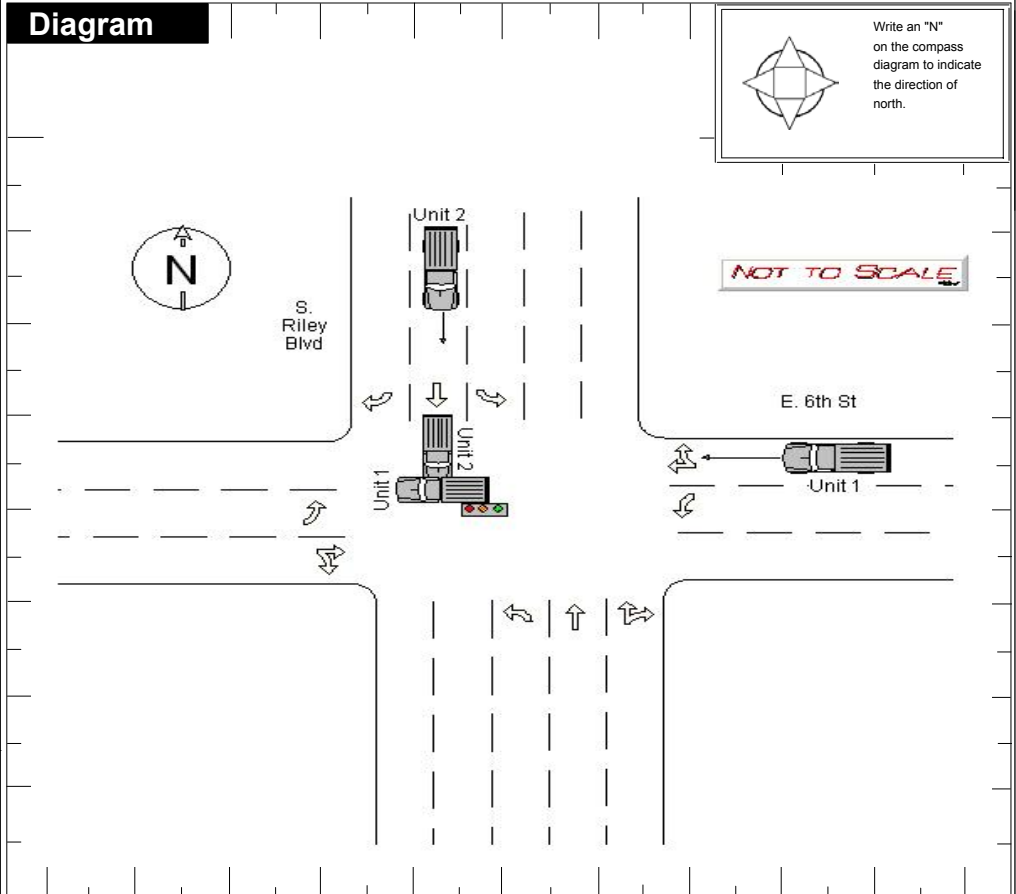 Diagram
Write an "N"
on the compass
diagram to indicate
the direction of
north.
Unit 2
N
NOT TO SCALE
S.
Riley
Blvd
E. 6th St
Unit 2
Unit 1
Unit 1